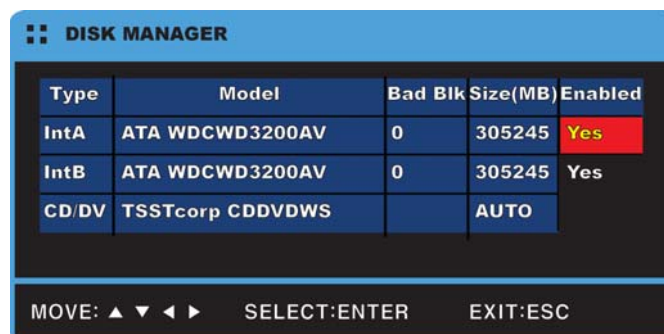 DISK MANAGER
Type Model Bad Blk Size(MB) Enabled
IntA ATA WDCWD3200AV 0 305245 Yes
IntB ATA WDCWD3200AV 0 305245 Yes
CD/DV TSSTcorp CDDVDWS AUTO
MOVE: ▲ ▼ ◀ ▶ SELECT:ENTER EXIT:ESC